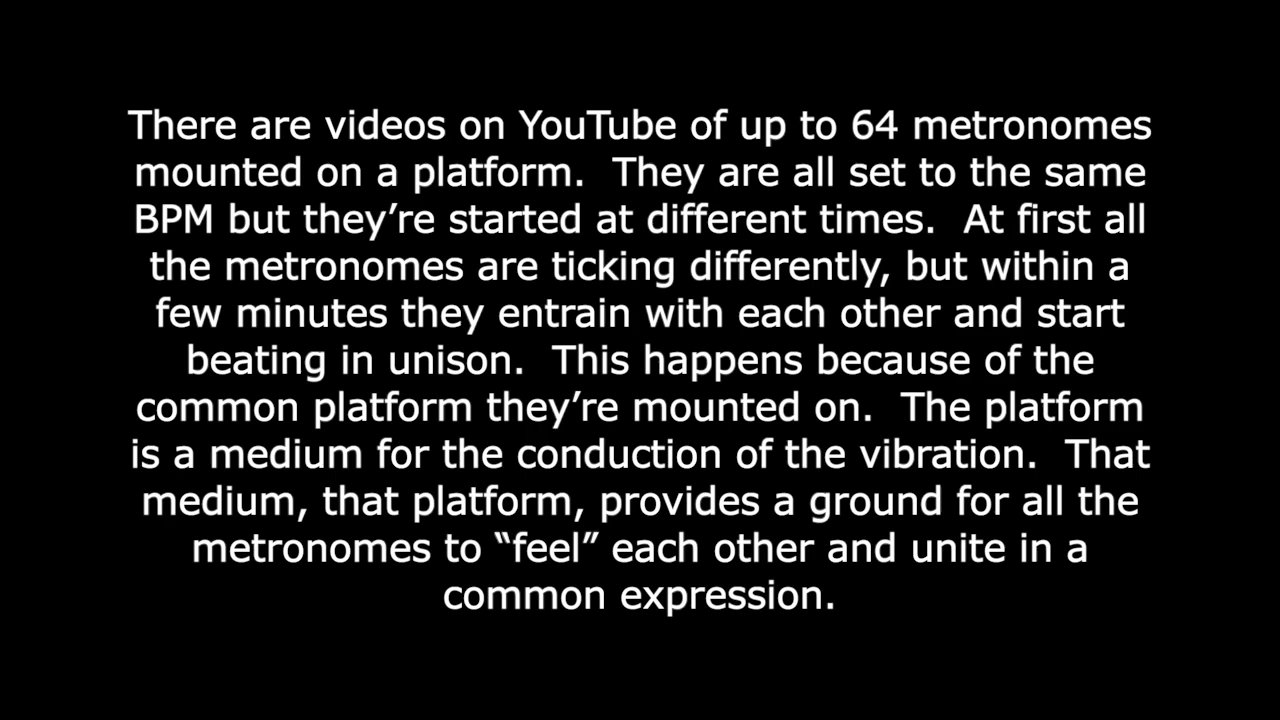 There are videos on YouTube of up to 64 metronomes
mounted on a platform.  They are all set to the same
BPM but they’re started at different times.  At first all
the metronomes are ticking differently, but within a
few minutes they entrain with each other and start
beating in unison.  This happens because of the
common platform they’re mounted on.  The platform
is a medium for the conduction of the vibration.  That
medium, that platform, provides a ground for all the
metronomes to “feel” each other and unite in a
common expression.